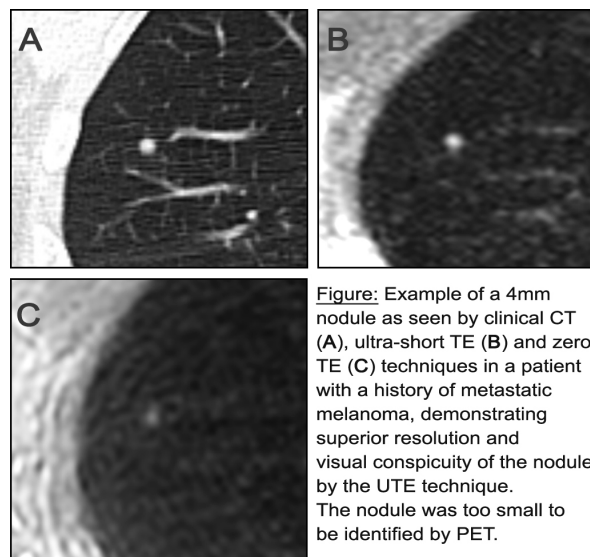 A
B
C
Figure: Example of a 4mm
nodule as seen by clinical CT
(A), ultra-short TE (B) and zero
TE (C) techniques in a patient
with a history of metastatic
melanoma, demonstrating
superior resolution and
visual conspicuity of the nodule
by the UTE technique.
The nodule was too small to
be identified by PET.